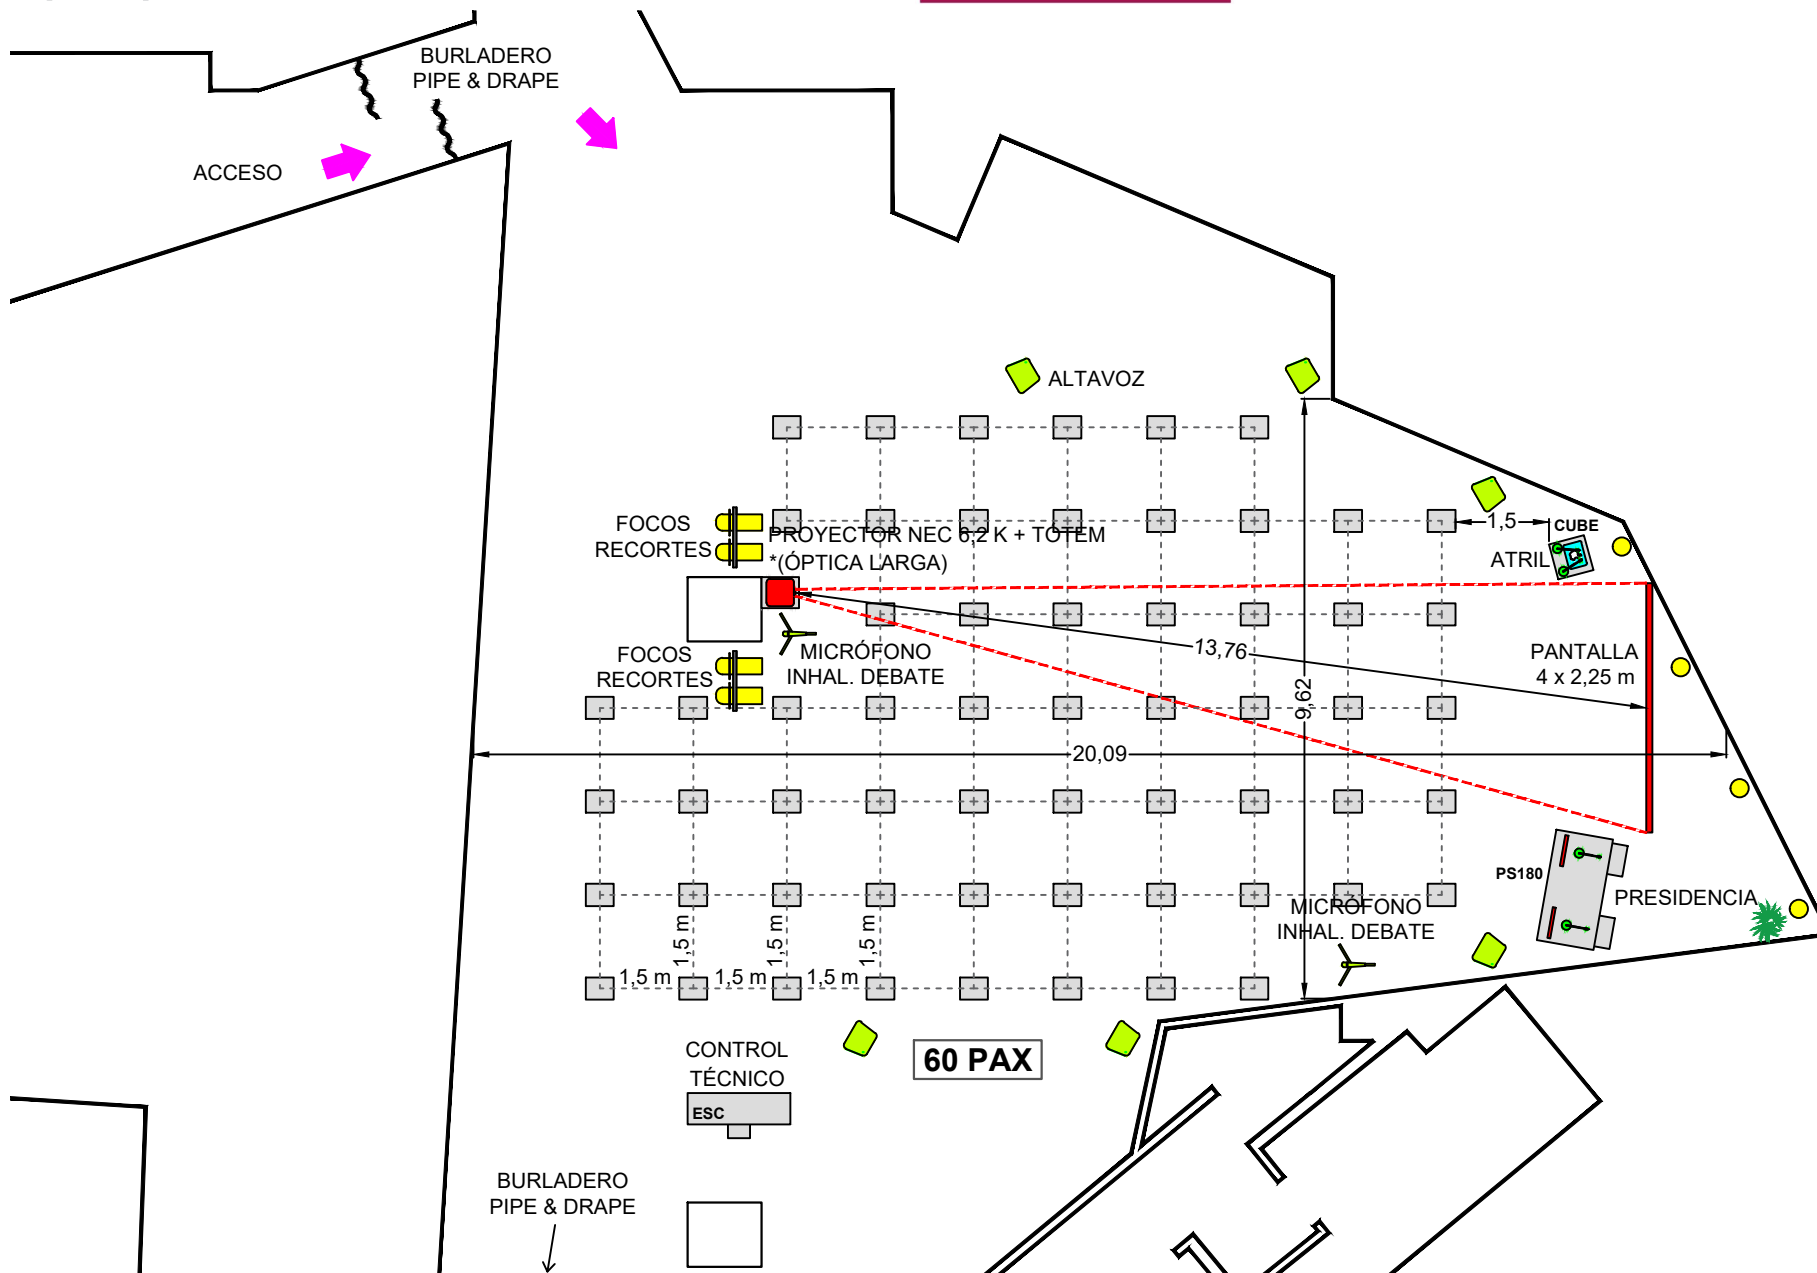 BURLADERO
PIPE & DRAPE
ACCESO
ALTAVOZ
FOCOS
RECORTES
PROYECTOR NEC 6,2 K + TOTEM
*(ÓPTICA LARGA)
1,5
CUBE
ATRIL
MICRÓFONO
INHAL. DEBATE
FOCOS
RECORTES
13,76
9,62
PANTALLA
4 x 2,25 m
20,09
PS180
PRESIDENCIA
MICRÓFONO
INHAL. DEBATE
1,5 m
1,5 m
1,5 m
1,5 m
1,5 m
1,5 m
60 PAX
CONTROL
TÉCNICO
ESC
BURLADERO
PIPE & DRAPE